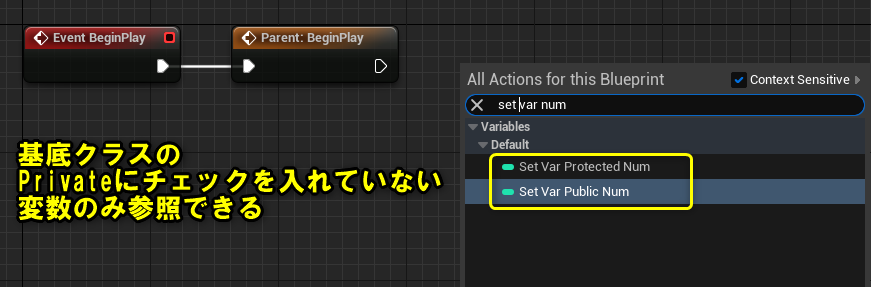 Event BeginPlay
Parent: BeginPlay
All Actions for this Blueprint
Context Sensitive
set var num
Variables
Default
Set Var Protected Num
Set Var Public Num
基底クラスの
Privateにチェックを入れていない
変数のみ参照できる